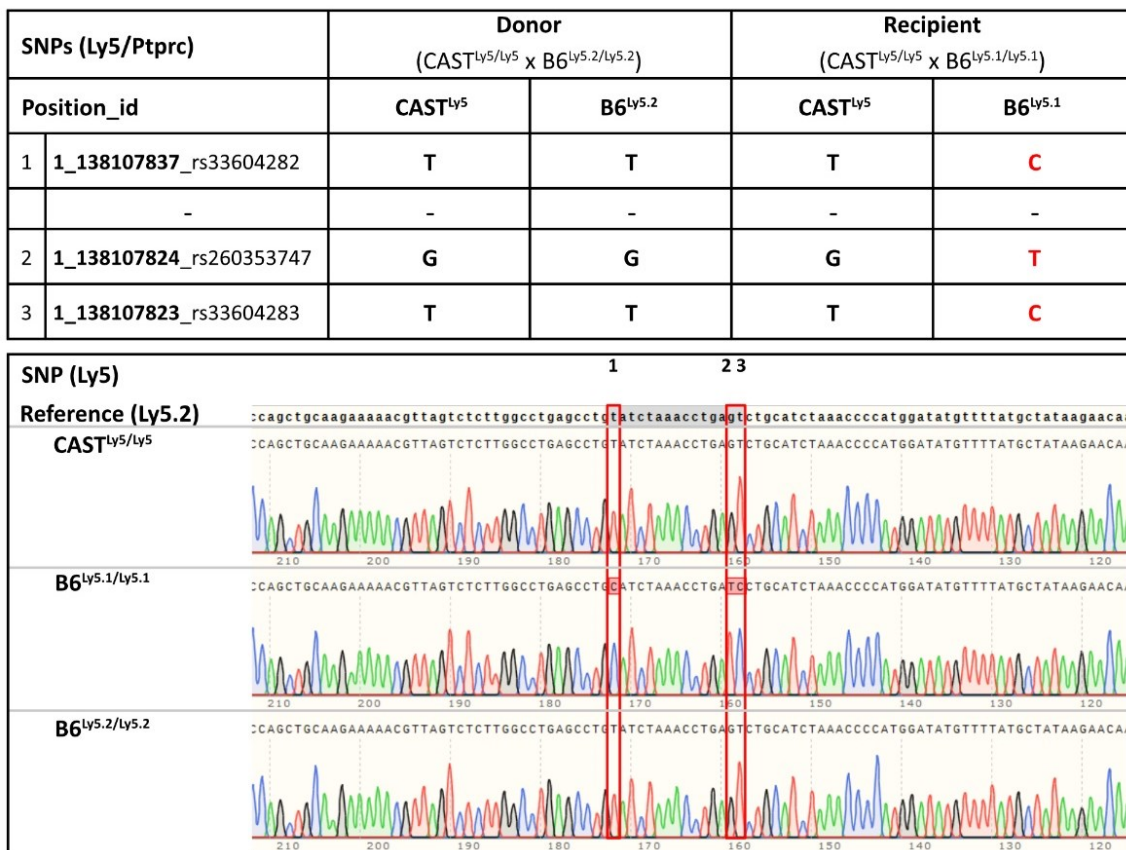 SNPs (Ly5/Ptprc) Donor Recipient
(CAST^Ly5/Ly5 x B6^Ly5.2/Ly5.2) (CAST^Ly5/Ly5 x B6^Ly5.1/Ly5.1)
Position_id CAST^Ly5 B6^Ly5.2 CAST^Ly5 B6^Ly5.1
1 1_138107837_rs33604282 T T T C
- - - - -
2 1_138107824_rs260353747 G G G T
3 1_138107823_rs33604283 T T T C
SNP (Ly5) 1 2 3
Reference (Ly5.2) ccagctgcaagaaaaacgttagtctcttggcctgagcctgtatctaaacctgagtctgcatctaaaccccatggatatgttttatgctataagaacaa
CAST^Ly5/Ly5 CCAGCTGCAAGAAAAACGTTAGTCTCTTGGCCTGAGCCTGTATCTAAACCTGAGTCTGCATCTAAACCCCATGGATATGTTTTATGCTATAAGAACAA
210 200 190 180 170 160 150 140 130 120
B6^Ly5.1/Ly5.1 CCAGCTGCAAGAAAAACGTTAGTCTCTTGGCCTGAGCCTGCATCTAAACCTGATCCTGCATCTAAACCCCATGGATATGTTTTATGCTATAAGAACAA
210 200 190 180 170 160 150 140 130 120
B6^Ly5.2/Ly5.2 CCAGCTGCAAGAAAAACGTTAGTCTCTTGGCCTGAGCCTGTATCTAAACCTGAGTCTGCATCTAAACCCCATGGATATGTTTTATGCTATAAGAACAA
210 200 190 180 170 160 150 140 130 120